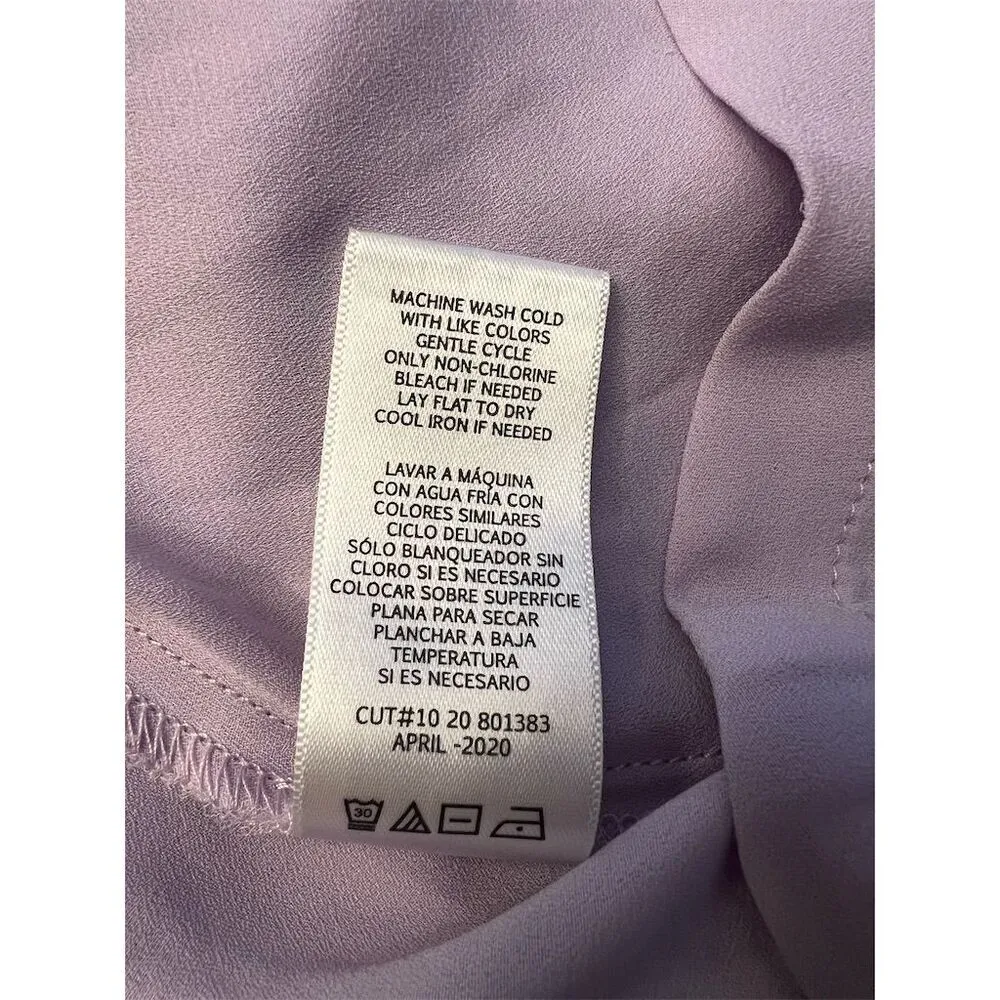 MACHINE WASH COLD
WITH LIKE COLORS
GENTLE CYCLE
ONLY NON-CHLORINE
BLEACH IF NEEDED
LAY FLAT TO DRY
COOL IRON IF NEEDED
LAVAR A MÁQUINA
CON AGUA FRÍA CON
COLORES SIMILARES
CICLO DELICADO
SÓLO BLANQUEADOR SIN
CLORO SI ES NECESARIO
COLOCAR SOBRE SUPERFICIE
PLANA PARA SECAR
PLANCHAR A BAJA
TEMPERATURA
SI ES NECESARIO
CUT#10 20 801383
APRIL -2020
30